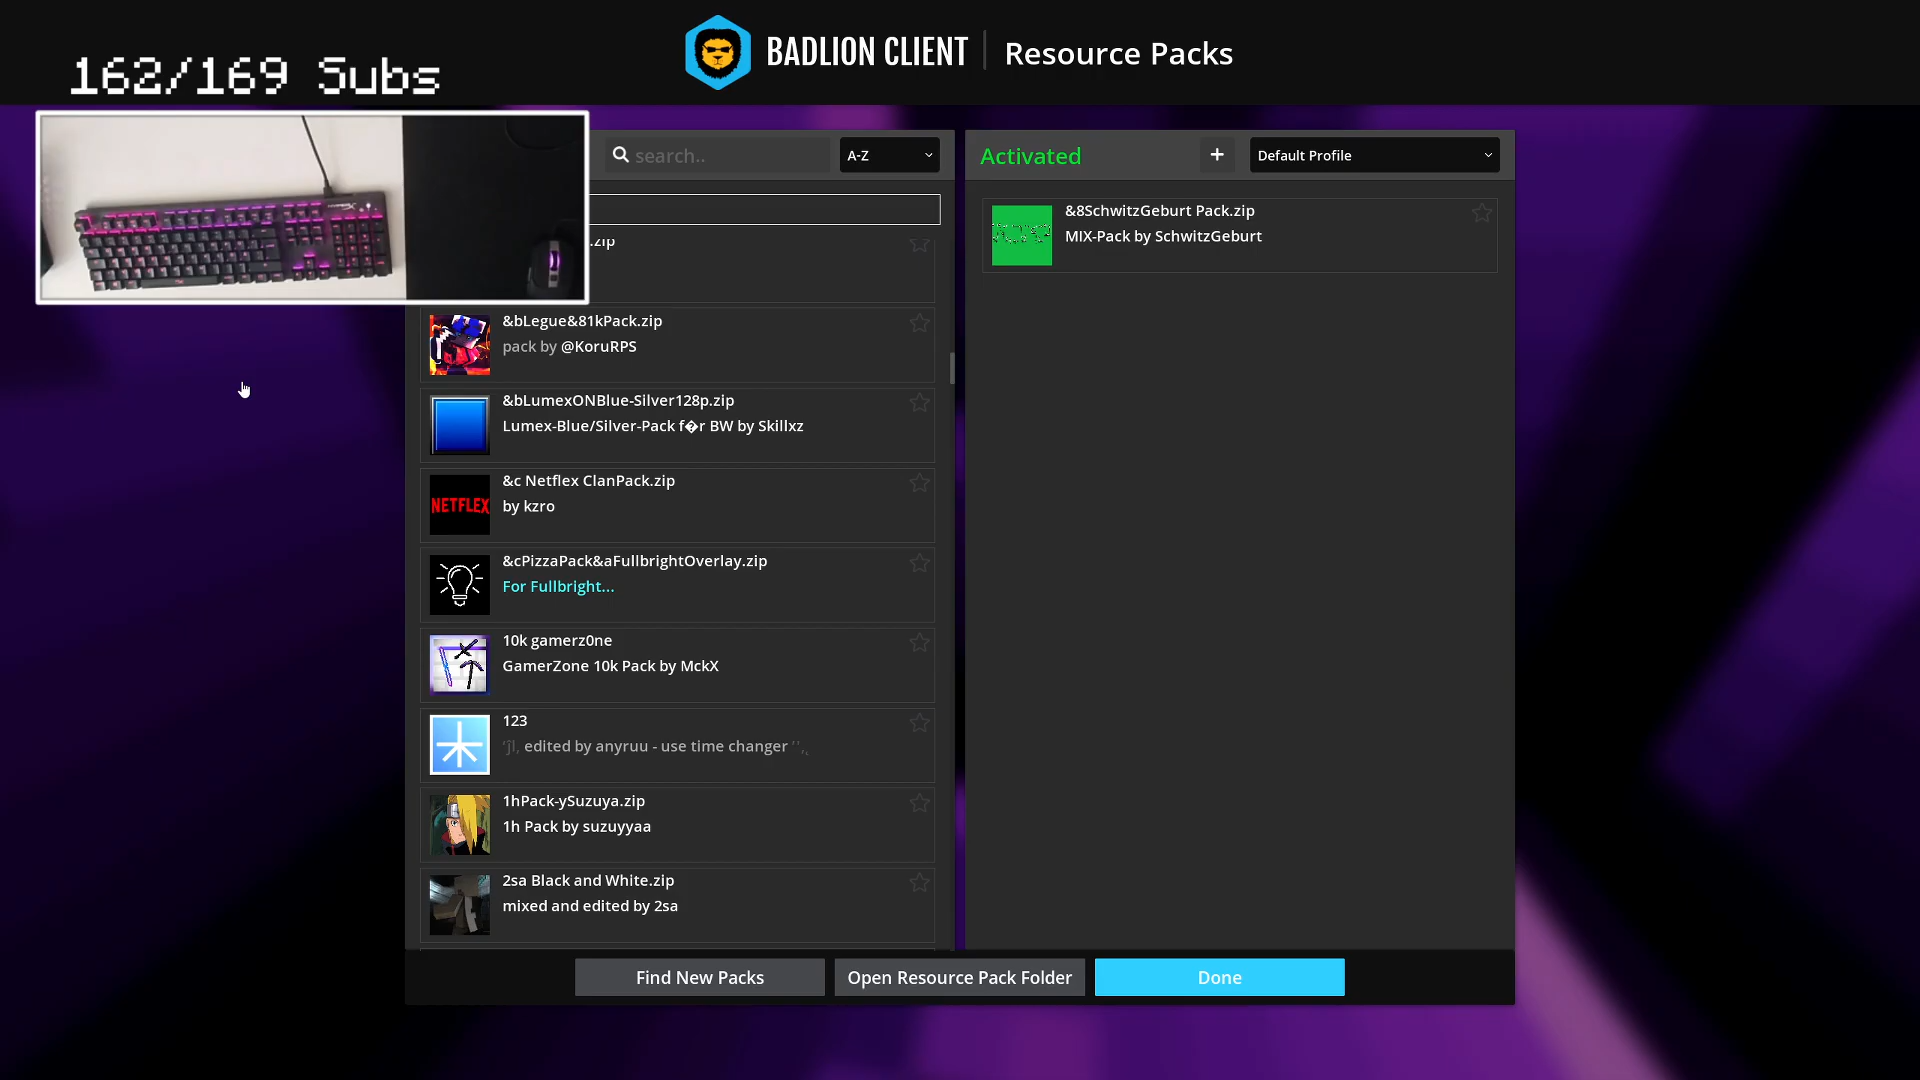 162/169 Subs
BADLION CLIENT
Resource Packs
search..
A-Z
Activated
+
Default Profile
.zip
&bLegue&81kPack.zip
pack by @KoruRPS
&bLumexONBlue-Silver128p.zip
Lumex-Blue/Silver-Pack f�r BW by Skillxz
NETFLEX
&c Netflex ClanPack.zip
by kzro
&cPizzaPack&aFullbrightOverlay.zip
For Fullbright...
10k gamerz0ne
GamerZone 10k Pack by MckX
123
edited by anyruu - use time changer
1hPack-ySuzuya.zip
1h Pack by suzuyyaa
2sa Black and White.zip
mixed and edited by 2sa
&8SchwitzGeburt Pack.zip
MIX-Pack by SchwitzGeburt
Find New Packs
Open Resource Pack Folder
Done